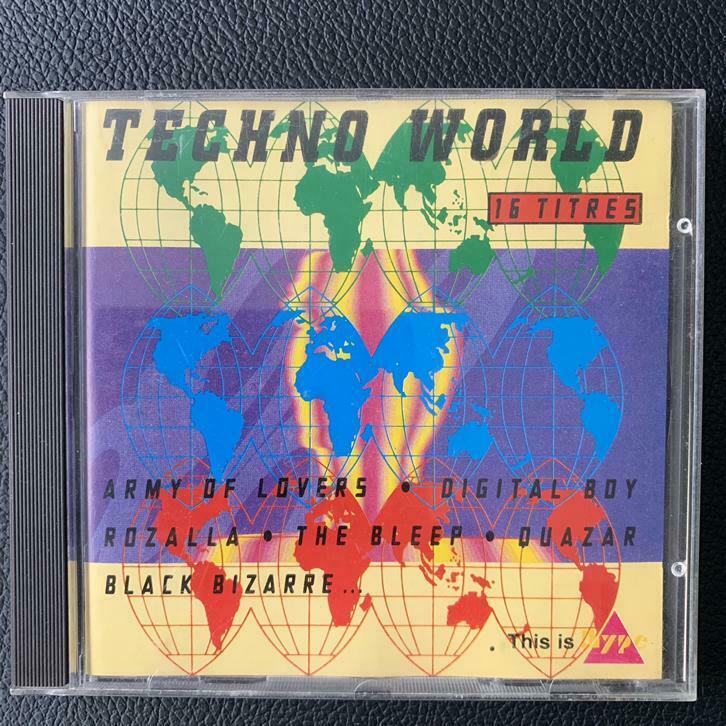 TECHNO WORLD
16 TITRES
ARMY OF LOVERS • DIGITAL BOY
ROZALLA • THE BLEEP • QUAZAR
BLACK BIZARRE...
This is Hype